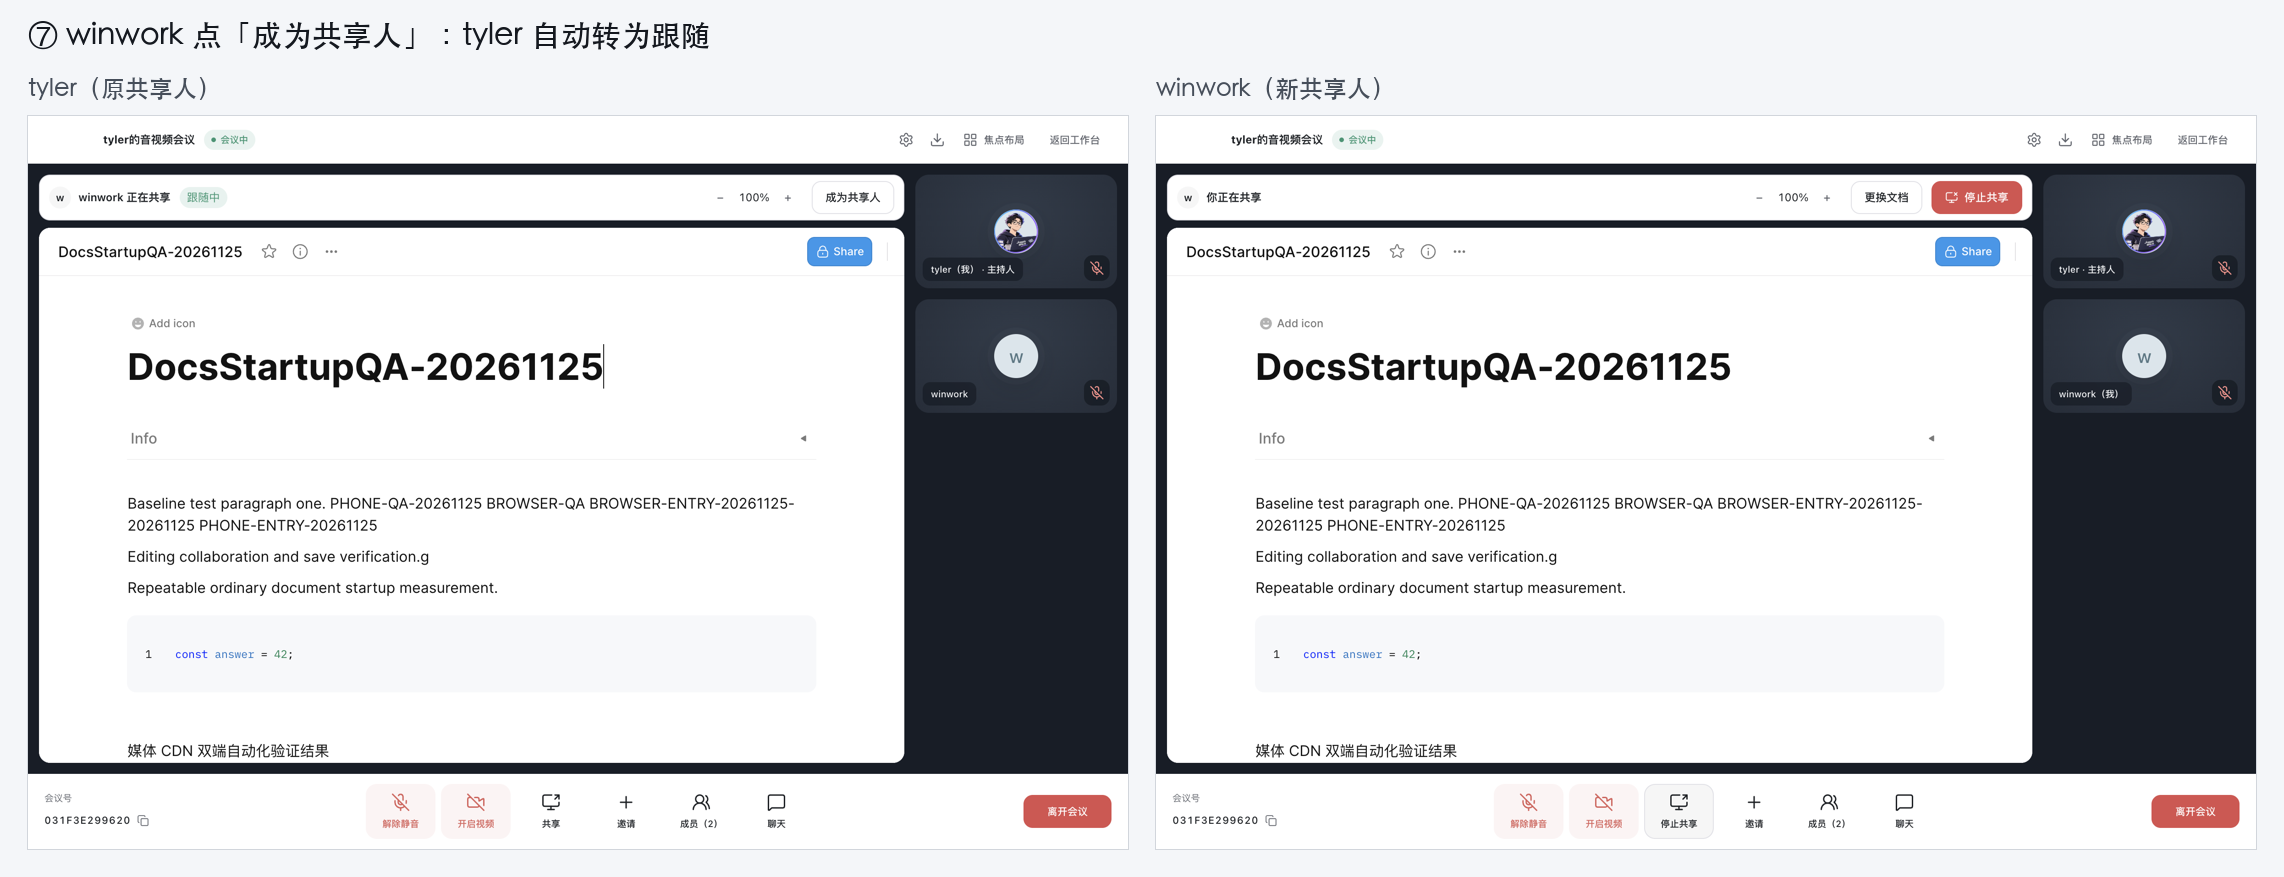 ⑦ winwork 点「成为共享人」：tyler 自动转为跟随
tyler（原共享人）
tyler的音视频会议 会议中 焦点布局 返回工作台
w winwork 正在共享 跟随中 − 100% + 成为共享人
DocsStartupQA-20261125 Share
Add icon
DocsStartupQA-20261125
Info
Baseline test paragraph one. PHONE-QA-20261125 BROWSER-QA BROWSER-ENTRY-20261125-
20261125 PHONE-ENTRY-20261125
Editing collaboration and save verification.g
Repeatable ordinary document startup measurement.
1 const answer = 42;
媒体 CDN 双端自动化验证结果
tyler（我） · 主持人
W
winwork
会议号
031F3E299620
解除静音 开启视频 共享 邀请 成员（2） 聊天
离开会议
winwork（新共享人）
tyler的音视频会议 会议中 焦点布局 返回工作台
w 你正在共享 − 100% + 更换文档 停止共享
DocsStartupQA-20261125 Share
Add icon
DocsStartupQA-20261125
Info
Baseline test paragraph one. PHONE-QA-20261125 BROWSER-QA BROWSER-ENTRY-20261125-
20261125 PHONE-ENTRY-20261125
Editing collaboration and save verification.g
Repeatable ordinary document startup measurement.
1 const answer = 42;
媒体 CDN 双端自动化验证结果
tyler · 主持人
W
winwork（我）
会议号
031F3E299620
解除静音 开启视频 停止共享 邀请 成员（2） 聊天
离开会议